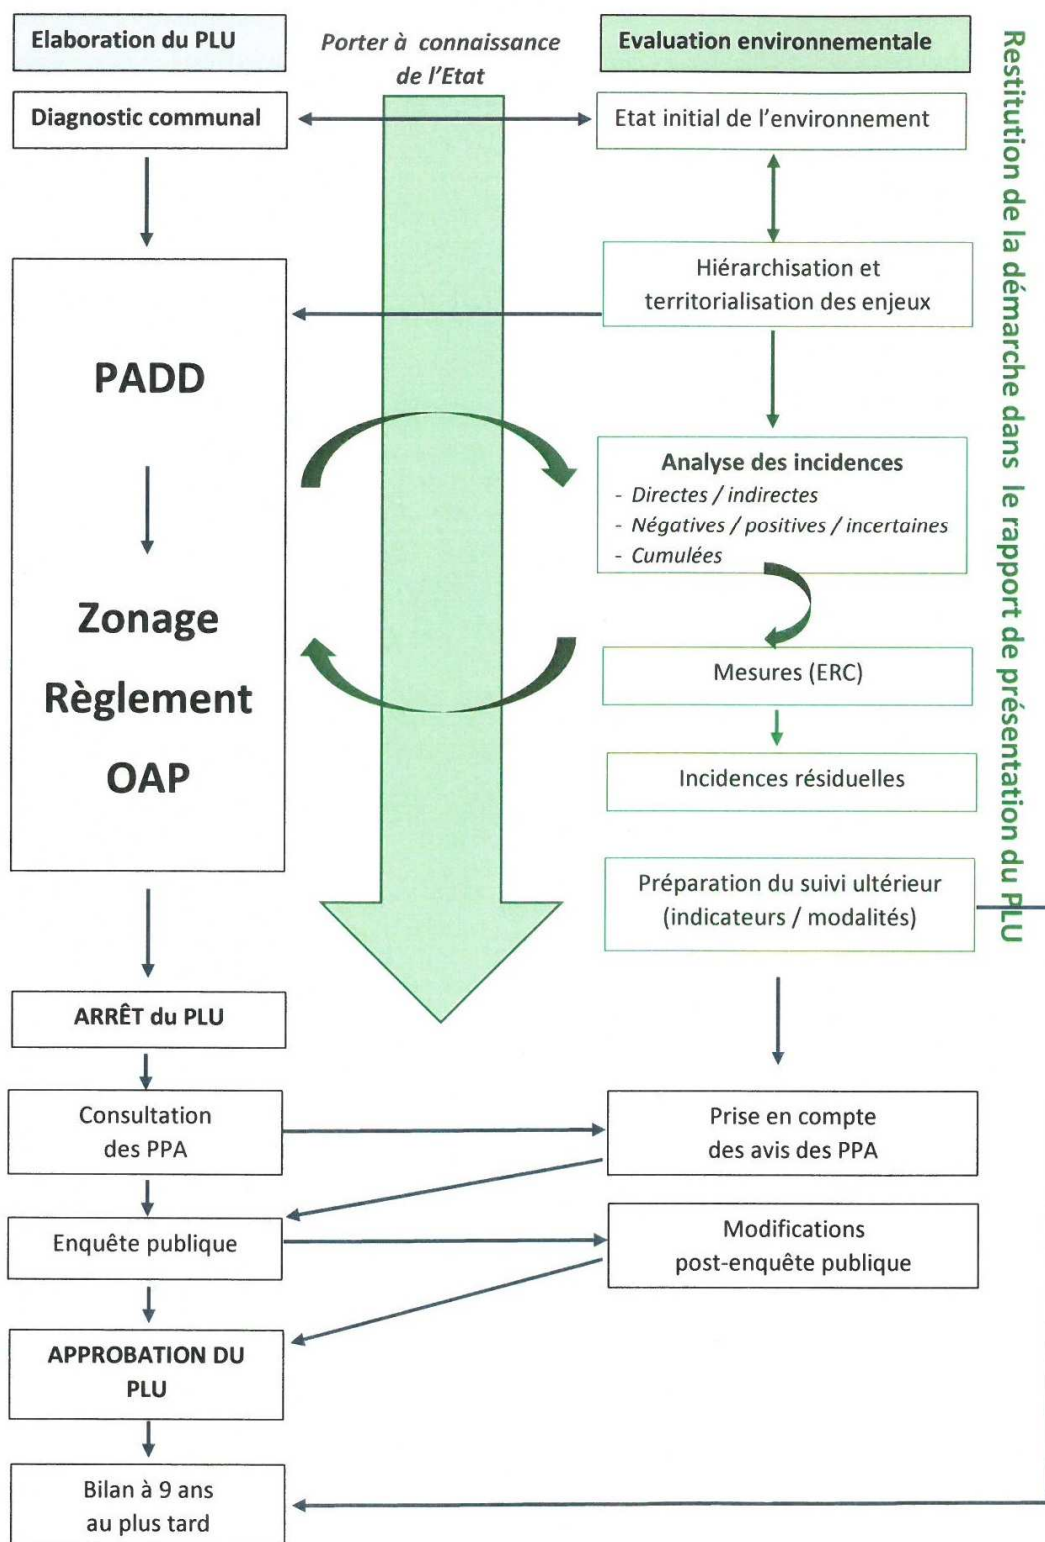 Elaboration du PLU
Porter à connaissance
de l'Etat
Evaluation environnementale
Diagnostic communal
Etat initial de l'environnement
Hiérarchisation et
territorialisation des enjeux
PADD
Analyse des incidences
- Directes / indirectes
- Négatives / positives / incertaines
- Cumulées
Zonage
Règlement
OAP
Mesures (ERC)
Incidences résiduelles
Préparation du suivi ultérieur
(indicateurs / modalités)
ARRÊT du PLU
Consultation
des PPA
Prise en compte
des avis des PPA
Enquête publique
Modifications
post-enquête publique
APPROBATION DU
PLU
Bilan à 9 ans
au plus tard
Restitution de la démarche dans le rapport de présentation du PLU